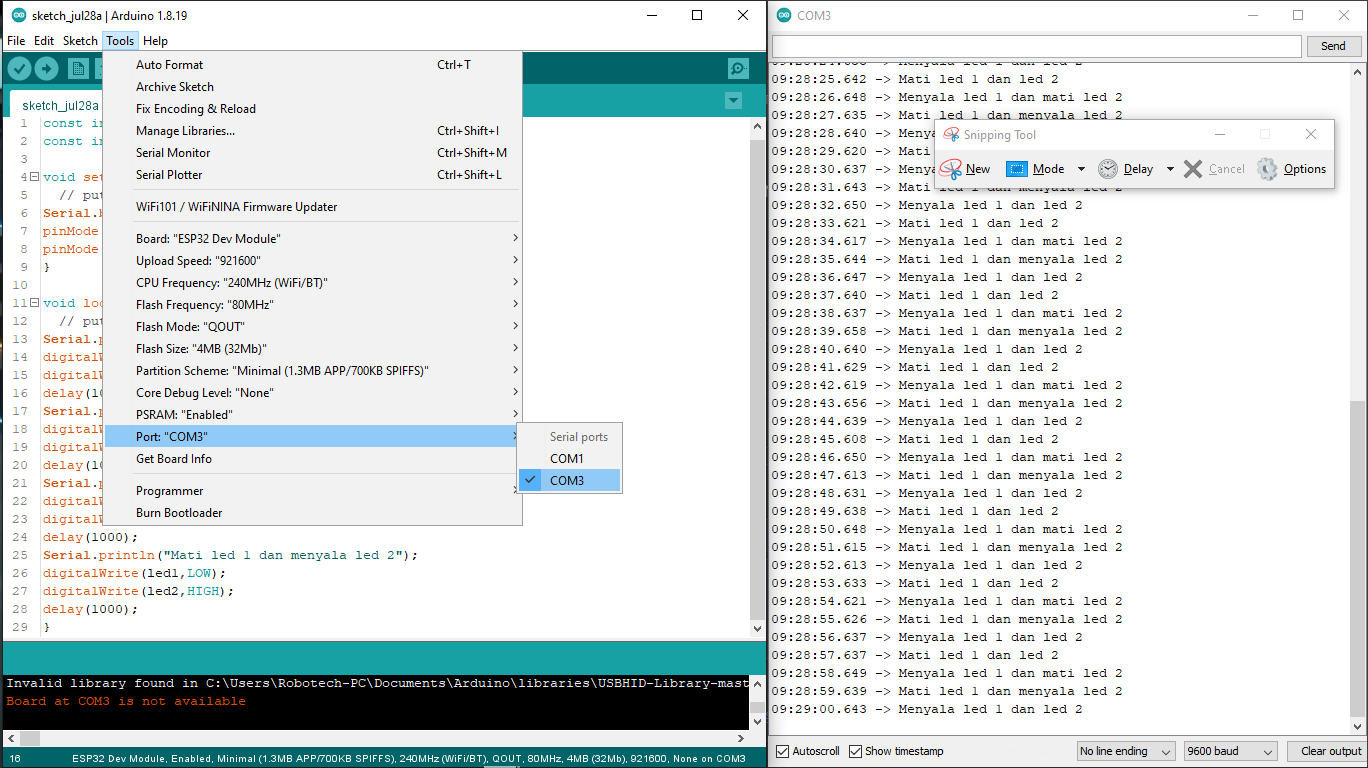 sketch_jul28a | Arduino 1.8.19
File Edit Sketch Tools Help
sketch_jul28a
Auto Format Ctrl+T
Archive Sketch
Fix Encoding & Reload
Manage Libraries... Ctrl+Shift+I
Serial Monitor Ctrl+Shift+M
Serial Plotter Ctrl+Shift+L
WiFi101 / WiFiNINA Firmware Updater
Board: "ESP32 Dev Module"
Upload Speed: "921600"
CPU Frequency: "240MHz (WiFi/BT)"
Flash Frequency: "80MHz"
Flash Mode: "QOUT"
Flash Size: "4MB (32Mb)"
Partition Scheme: "Minimal (1.3MB APP/700KB SPIFFS)"
Core Debug Level: "None"
PSRAM: "Enabled"
Port: "COM3"
Get Board Info
Programmer
Burn Bootloader
Serial ports
COM1
COM3
1 const in
2 const in
3
4 void set
5 // put
6 Serial.b
7 pinMode
8 pinMode
9 }
10
11 void loo
12 // put
13 Serial.p
14 digitalW
15 digitalW
16 delay(10
17 Serial.p
18 digitalW
19 digitalW
20 delay(10
21 Serial.p
22 digitalW
23 digitalW
24 delay(1000);
25 Serial.println("Mati led 1 dan menyala led 2");
26 digitalWrite(led1,LOW);
27 digitalWrite(led2,HIGH);
28 delay(1000);
29 }
Invalid library found in C:\Users\Robotech-PC\Documents\Arduino\libraries\USBHID-Library-mast
Board at COM3 is not available
16 ESP32 Dev Module, Enabled, Minimal (1.3MB APP/700KB SPIFFS), 240MHz (WiFi/BT), QOUT, 80MHz, 4MB (32Mb), 921600, None on COM3
COM3
Send
-> Menyala led 1 dan led 2
09:28:25.642 -> Mati led 1 dan led 2
09:28:26.648 -> Menyala led 1 dan mati led 2
09:28:27.635 -> Mati led 1 dan menyala led 2
09:28:28.640 -> Menyala
09:28:29.620 -> Mati
09:28:30.637 -> Menyala
09:28:31.643 -> Mati led 1 dan menyala led 2
09:28:32.650 -> Menyala led 1 dan led 2
09:28:33.621 -> Mati led 1 dan led 2
09:28:34.617 -> Menyala led 1 dan mati led 2
09:28:35.644 -> Mati led 1 dan menyala led 2
09:28:36.647 -> Menyala led 1 dan led 2
09:28:37.640 -> Mati led 1 dan led 2
09:28:38.637 -> Menyala led 1 dan mati led 2
09:28:39.658 -> Mati led 1 dan menyala led 2
09:28:40.640 -> Menyala led 1 dan led 2
09:28:41.629 -> Mati led 1 dan led 2
09:28:42.619 -> Menyala led 1 dan mati led 2
09:28:43.656 -> Mati led 1 dan menyala led 2
09:28:44.639 -> Menyala led 1 dan led 2
09:28:45.608 -> Mati led 1 dan led 2
09:28:46.650 -> Menyala led 1 dan mati led 2
09:28:47.613 -> Mati led 1 dan menyala led 2
09:28:48.631 -> Menyala led 1 dan led 2
09:28:49.638 -> Mati led 1 dan led 2
09:28:50.648 -> Menyala led 1 dan mati led 2
09:28:51.615 -> Mati led 1 dan menyala led 2
09:28:52.613 -> Menyala led 1 dan led 2
09:28:53.633 -> Mati led 1 dan led 2
09:28:54.621 -> Menyala led 1 dan mati led 2
09:28:55.626 -> Mati led 1 dan menyala led 2
09:28:56.637 -> Menyala led 1 dan led 2
09:28:57.637 -> Mati led 1 dan led 2
09:28:58.649 -> Menyala led 1 dan mati led 2
09:28:59.639 -> Mati led 1 dan menyala led 2
09:29:00.643 -> Menyala led 1 dan led 2
Snipping Tool
New Mode Delay Cancel Options
Autoscroll Show timestamp No line ending 9600 baud Clear output